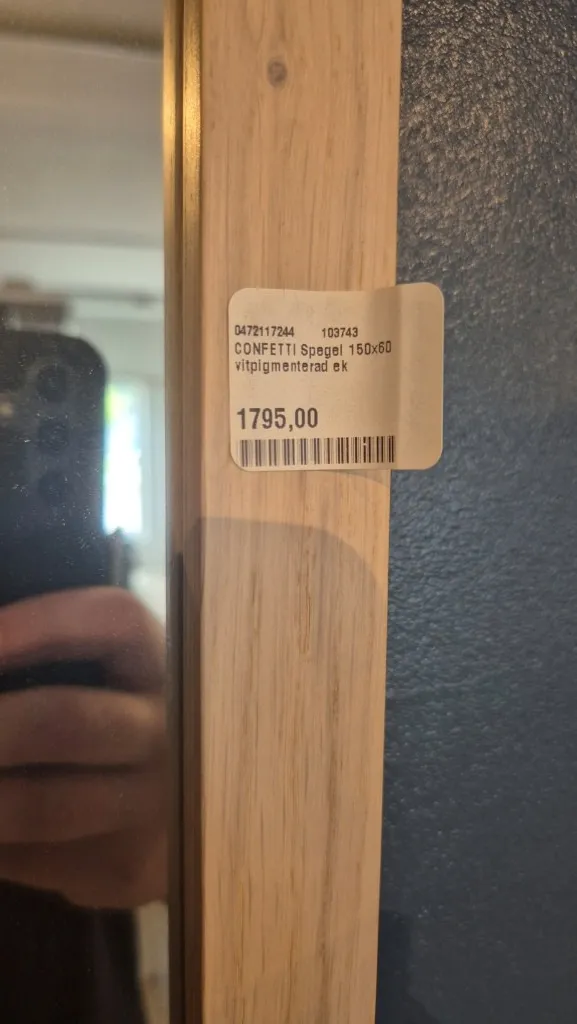 0472117244 103743
CONFETTI Spegel 150x60
vitpigmenterad ek
1795,00